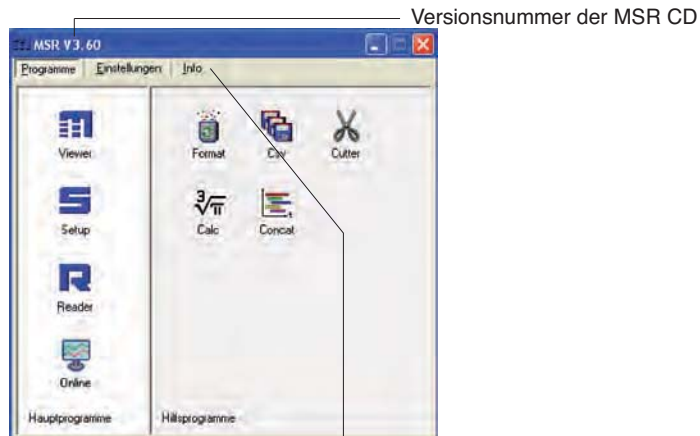 Versionsnummer der MSR CD
MSR V3.60
Programme Einstellungen Info
Viewer Format Csv Cutter
Setup Calc Concat
Reader
Online
Hauptprogramme Hilfsprogramme